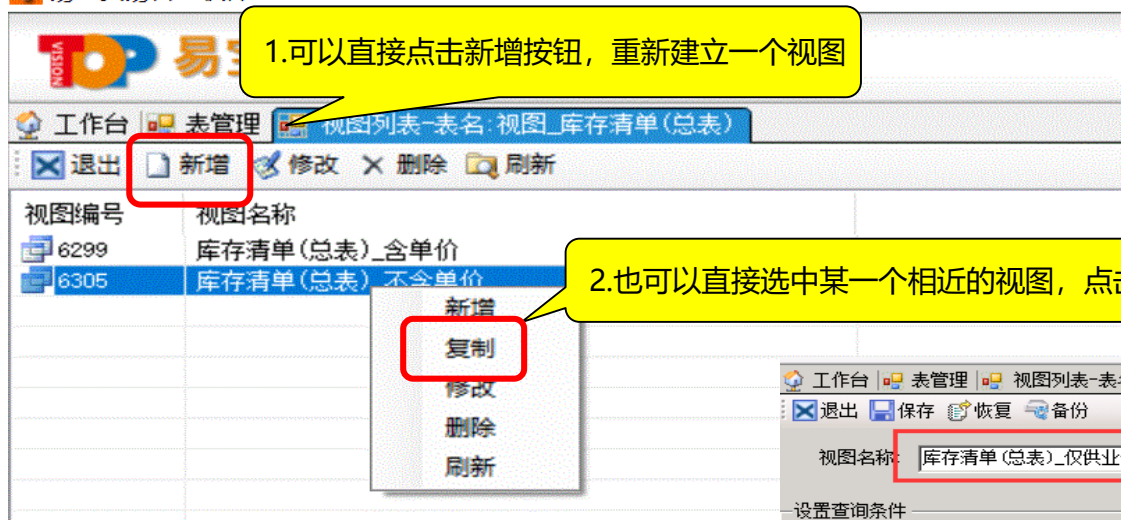 TOP
VISION
易
1.可以直接点击新增按钮，重新建立一个视图
工作台 表管理 视图列表-表名:视图_库存清单(总表)
退出 新增 修改 删除 刷新
视图编号 视图名称
6299 库存清单(总表)_含单价
6305 库存清单(总表)_不含单价
2.也可以直接选中某一个相近的视图，点
新增
复制
修改
删除
刷新
工作台 表管理 视图列表-表
退出 保存 恢复 备份
视图名称: 库存清单(总表)_仅供业
设置查询条件